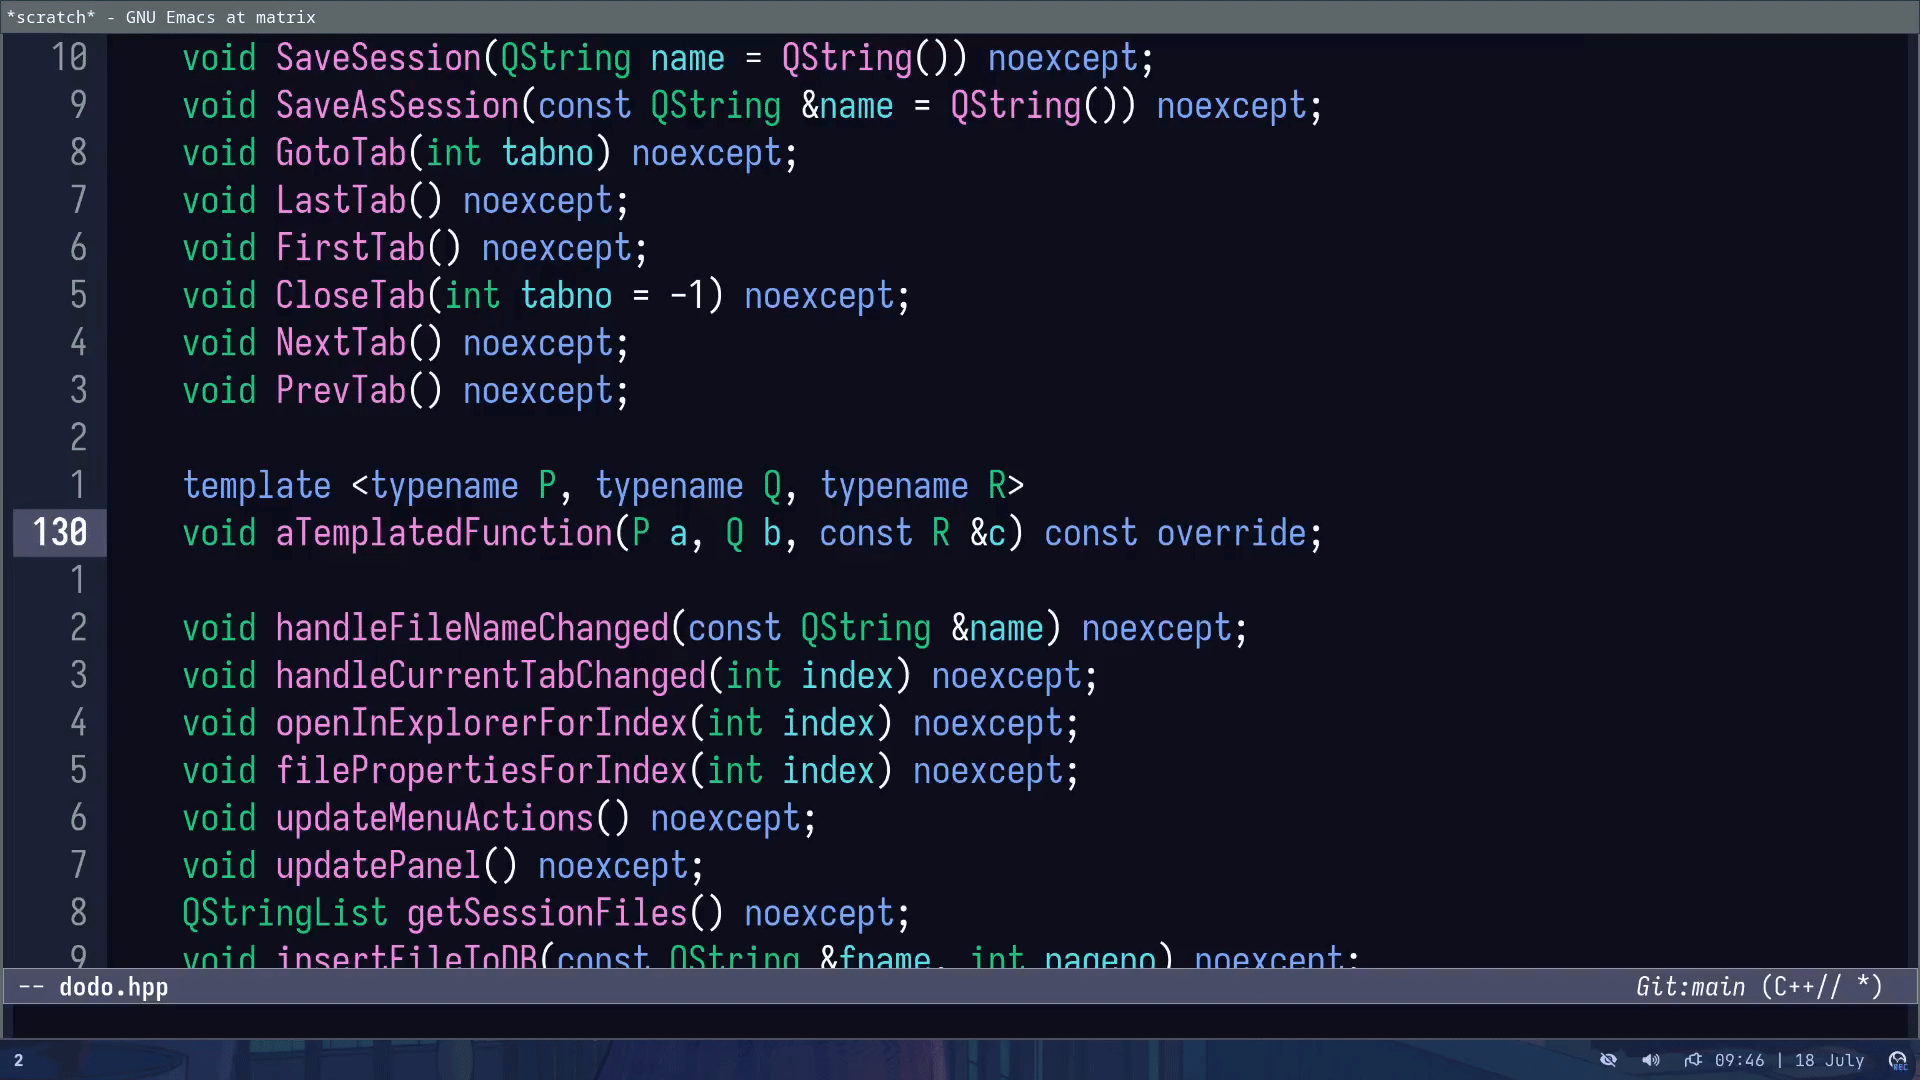 *scratch* - GNU Emacs at matrix
10 void SaveSession(QString name = QString()) noexcept;
9 void SaveAsSession(const QString &name = QString()) noexcept;
8 void GotoTab(int tabno) noexcept;
7 void LastTab() noexcept;
6 void FirstTab() noexcept;
5 void CloseTab(int tabno = -1) noexcept;
4 void NextTab() noexcept;
3 void PrevTab() noexcept;
2
1 template <typename P, typename Q, typename R>
130 void aTemplatedFunction(P a, Q b, const R &c) const override;
1
2 void handleFileNameChanged(const QString &name) noexcept;
3 void handleCurrentTabChanged(int index) noexcept;
4 void openInExplorerForIndex(int index) noexcept;
5 void filePropertiesForIndex(int index) noexcept;
6 void updateMenuActions() noexcept;
7 void updatePanel() noexcept;
8 QStringList getSessionFiles() noexcept;
9 void insertFileToDB(const QString &fname, int pageno) noexcept;
-- dodo.hpp Git:main (C++// *)
2 09:46 | 18 July REC